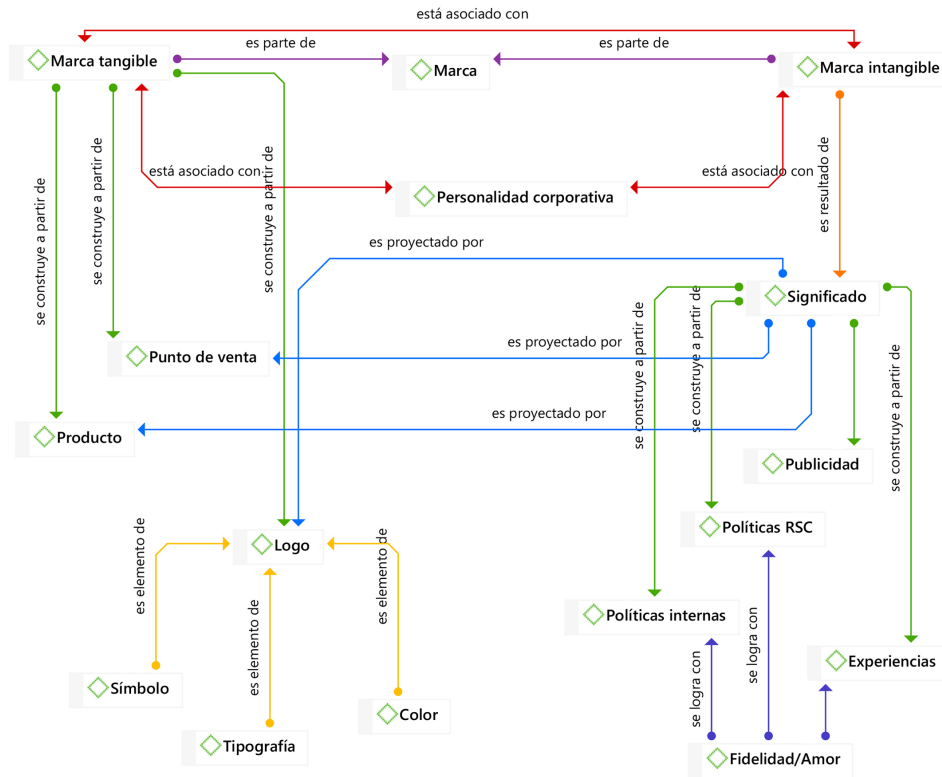 está asociado con
es parte de
es parte de
Marca tangible
Marca
Marca intangible
se construye a partir de
se construye a partir de
se construye a partir de
está asociado con
está asociado con
es resultado de
Personalidad corporativa
es proyectado por
Significado
se construye a partir de
se construye a partir de
es proyectado por
Punto de venta
se construye a partir de
es proyectado por
Producto
Publicidad
Políticas RSC
Logo
es elemento de
es elemento de
es elemento de
Políticas internas
se logra con
se logra con
Experiencias
Símbolo
Color
Tipografía
Fidelidad/Amor